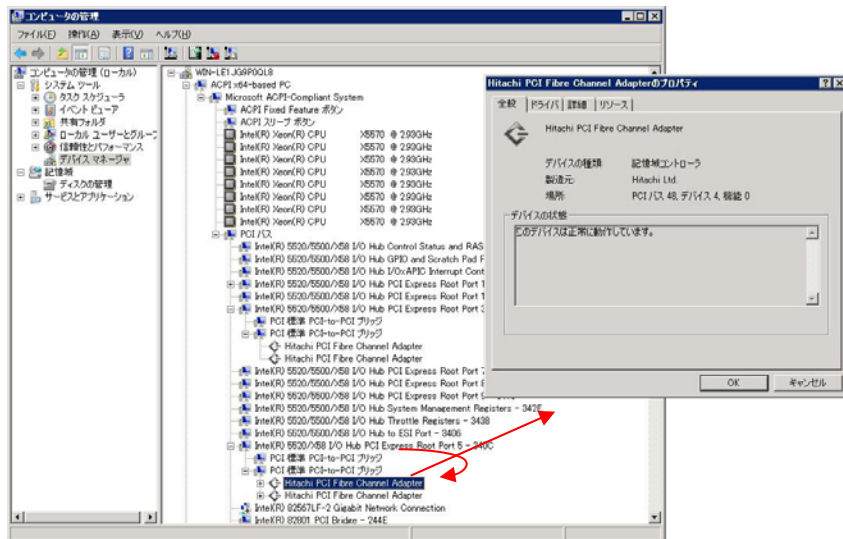 コンピュータの管理
ファイル(F) 操作(A) 表示(V) ヘルプ(H)
コンピュータの管理 (ローカル)
システム ツール
タスク スケジューラ
イベント ビューア
共有フォルダ
ローカル ユーザーとグループ
信頼性とパフォーマンス
デバイス マネージャ
記憶域
ディスクの管理
サービスとアプリケーション
ACPI x64-based PC
Microsoft ACPI-Compliant System
ACPI Fixed Feature ボタン
ACPI スリープ ボタン
Intel(R) Xeon(R) CPU X5570 @ 2.93GHz
Intel(R) Xeon(R) CPU X5570 @ 2.93GHz
Intel(R) Xeon(R) CPU X5570 @ 2.93GHz
Intel(R) Xeon(R) CPU X5570 @ 2.93GHz
Intel(R) Xeon(R) CPU X5570 @ 2.93GHz
Intel(R) Xeon(R) CPU X5570 @ 2.93GHz
Intel(R) Xeon(R) CPU X5570 @ 2.93GHz
Intel(R) Xeon(R) CPU X5570 @ 2.93GHz
PCI バス
Intel(R) 5520/5500/X58 I/O Hub Control Status and RAS
Intel(R) 5520/5500/X58 I/O Hub GPIO and Scratch Pad
Intel(R) 5520/5500/X58 I/O Hub I/OxAPIC Interrupt Cont
Intel(R) 5520/5500/X58 I/O Hub PCI Express Root Port 1
Intel(R) 5520/5500/X58 I/O Hub PCI Express Root Port 1
Intel(R) 5520/5500/X58 I/O Hub PCI Express Root Port
PCI 標準 PCI-to-PCI ブリッジ
PCI 標準 PCI-to-PCI ブリッジ
Hitachi PCI Fibre Channel Adapter
Hitachi PCI Fibre Channel Adapter
Intel(R) 5520/5500/X58 I/O Hub PCI Express Root Port 7
Intel(R) 5520/5500/X58 I/O Hub PCI Express Root Port
Intel(R) 5520/5500/X58 I/O Hub PCI Express Root Port
Intel(R) 5520/5500/X58 I/O Hub System Management Registers - 342E
Intel(R) 5520/5500/X58 I/O Hub Throttle Registers - 3438
Intel(R) 5520/5500/X58 I/O Hub to ESI Port - 3406
Intel(R) 5520/X58 I/O Hub PCI Express Root Port 5 - 340C
PCI 標準 PCI-to-PCI ブリッジ
PCI 標準 PCI-to-PCI ブリッジ
Hitachi PCI Fibre Channel Adapter
Hitachi PCI Fibre Channel Adapter
Intel(R) 82567LF-2 Gigabit Network Connection
Intel(R) 82801 PCI Bridge - 244E
Hitachi PCI Fibre Channel Adapterのプロパティ
全般 ドライバ 詳細 リソース
Hitachi PCI Fibre Channel Adapter
デバイスの種類 記憶域コントローラ
製造元: Hitachi Ltd.
場所: PCI バス 48, デバイス 4, 機能 0
デバイスの状態
このデバイスは正常に動作しています。
OK キャンセル